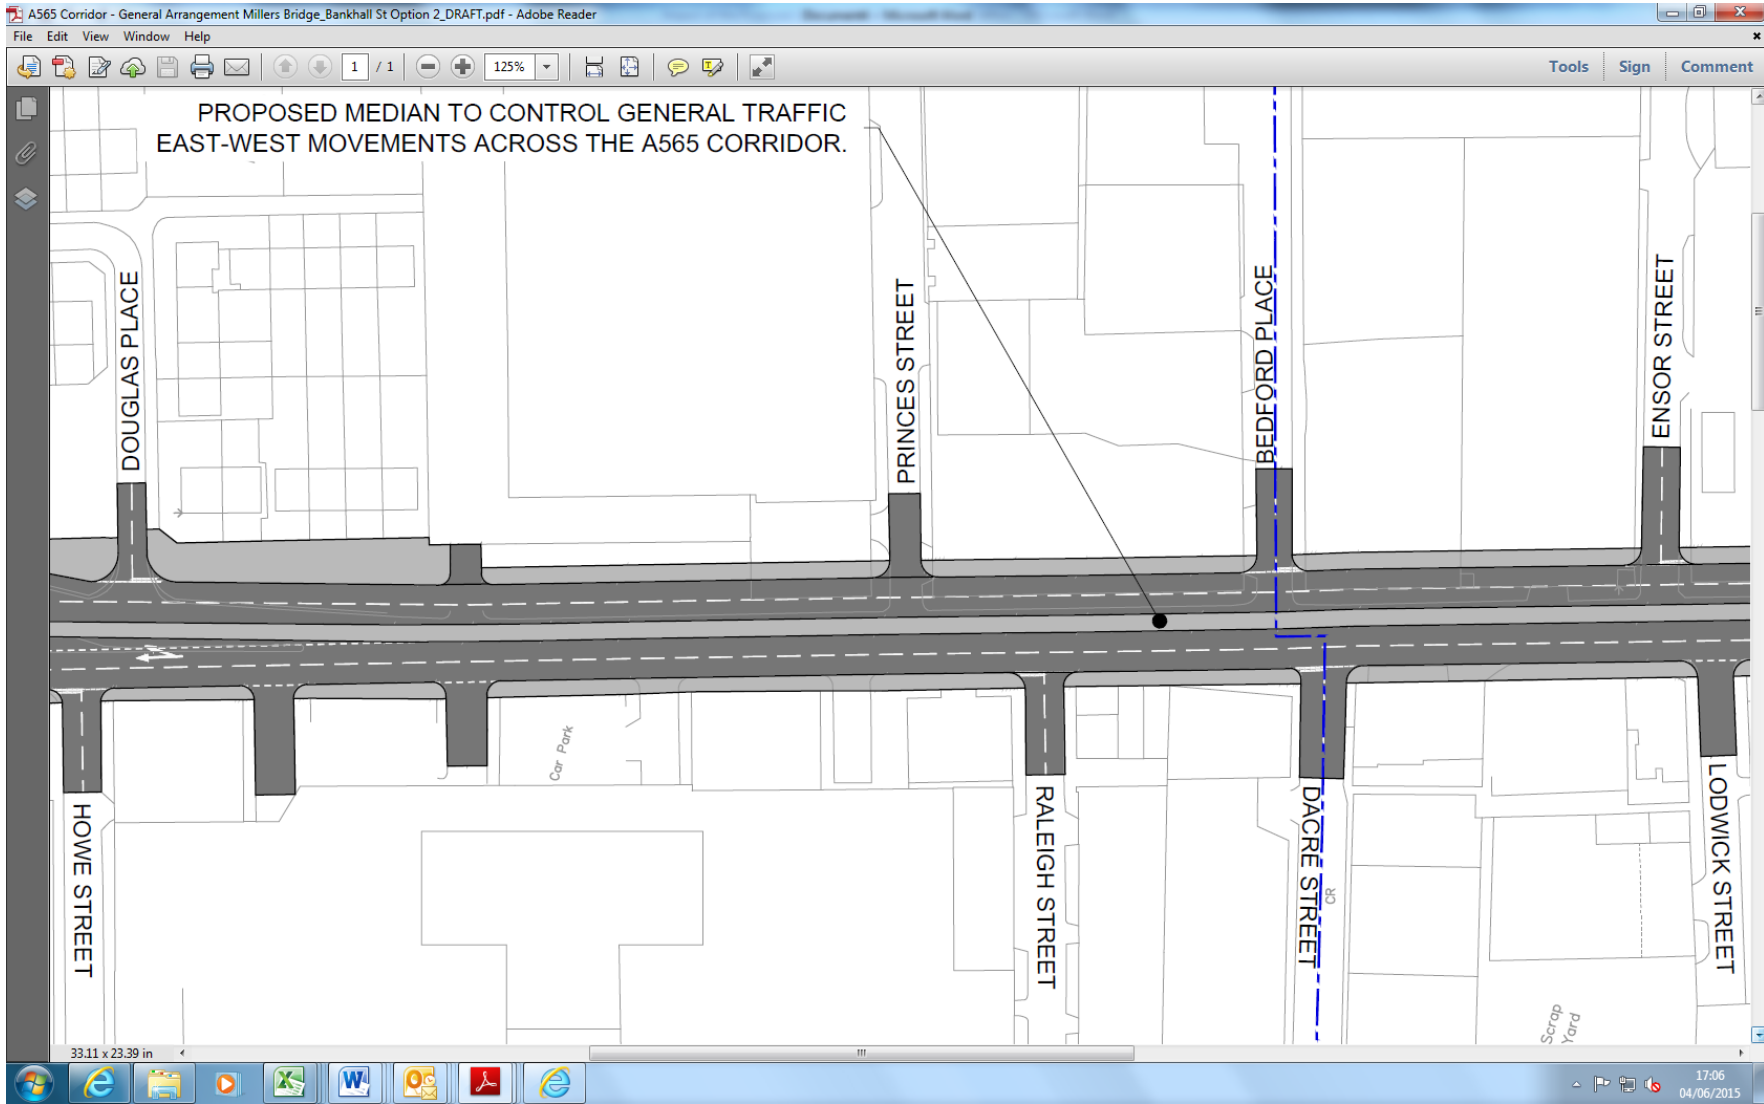 A565 Corridor - General Arrangement Millers Bridge_Bankhall St Option 2_DRAFT.pdf - Adobe Reader
File Edit View Window Help
1 / 1 125% Tools Sign Comment
PROPOSED MEDIAN TO CONTROL GENERAL TRAFFIC
EAST-WEST MOVEMENTS ACROSS THE A565 CORRIDOR.
DOUGLAS PLACE
PRINCES STREET
BEDFORD PLACE
ENSOR STREET
HOWE STREET
Car Park
RALEIGH STREET
DACRE STREET
CR
LODWICK STREET
Scrap
Yard
33.11 x 23.39 in
17:06
04/06/2015